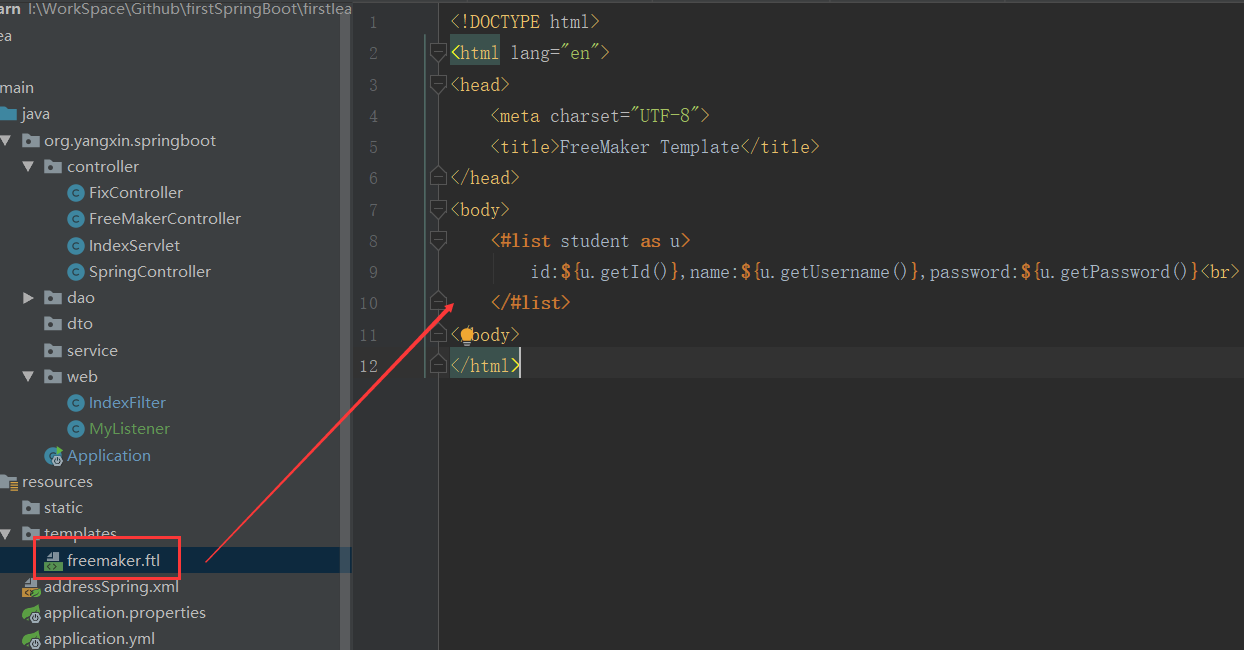 arn I:\WorkSpace\Github\firstSpringBoot\firstlea
ea
main
java
org.yangxin.springboot
controller
FixController
FreeMakerController
IndexServlet
SpringController
dao
dto
service
web
IndexFilter
MyListener
Application
resources
static
templates
freemaker.ftl
addressSpring.xml
application.properties
application.yml
1 <!DOCTYPE html>
2 <html lang="en">
3 <head>
4 <meta charset="UTF-8">
5 <title>FreeMaker Template</title>
6 </head>
7 <body>
8 <#list student as u>
9 id:${u.getId()},name:${u.getUsername()},password:${u.getPassword()}<br>
10 </#list>
11 <body>
12 </html>